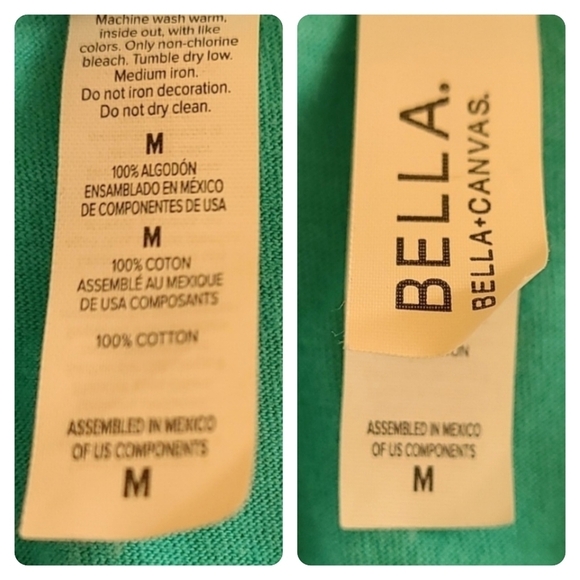 Machine wash warm,
inside out, with like
colors. Only non-chlorine
bleach. Tumble dry low.
Medium iron.
Do not iron decoration.
Do not dry clean.
M
100% ALGODÓN
ENSAMBLADO EN MÉXICO
DE COMPONENTES DE USA
M
100% COTON
ASSEMBLÉ AU MEXIQUE
DE USA COMPOSANTS
100% COTTON
ASSEMBLED IN MEXICO
OF US COMPONENTS
M
BELLA.
BELLA+CANVAS.
ASSEMBLED IN MEXICO
OF US COMPONENTS
M